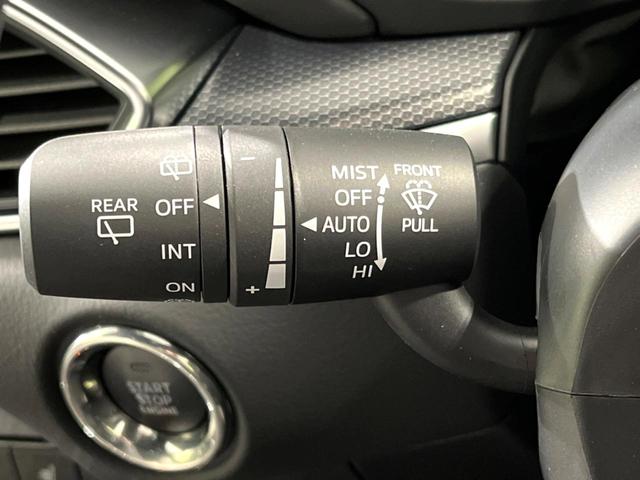 REAR
OFF
INT
ON
−
+
MIST
OFF
AUTO
LO
HI
FRONT
PULL
START
STOP
ENGINE